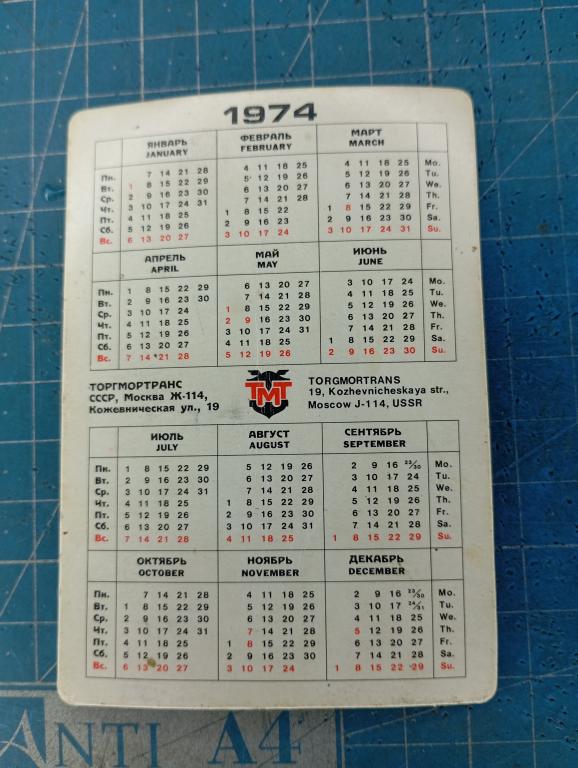 1974
ЯНВАРЬ ФЕВРАЛЬ МАРТ
JANUARY FEBRUARY MARCH
Пн. 7 14 21 28 4 11 18 25 4 11 18 25 Mo.
Вт. 1 8 15 22 29 5 12 19 26 5 12 19 26 Tu.
Ср. 2 9 16 23 30 6 13 20 27 6 13 20 27 We.
Чт. 3 10 17 24 31 7 14 21 28 7 14 21 28 Th.
Пт. 4 11 18 25 1 8 15 22 1 8 15 22 29 Fr.
Сб. 5 12 19 26 2 9 16 23 2 9 16 23 30 Sa.
Вс. 6 13 20 27 3 10 17 24 3 10 17 24 31 Su.
АПРЕЛЬ МАЙ ИЮНЬ
APRIL MAY JUNE
Пн. 1 8 15 22 29 6 13 20 27 3 10 17 24 Mo.
Вт. 2 9 16 23 30 7 14 21 28 4 11 18 25 Tu.
Ср. 3 10 17 24 1 8 15 22 29 5 12 19 26 We.
Чт. 4 11 18 25 2 9 16 23 30 6 13 20 27 Th.
Пт. 5 12 19 26 3 10 17 24 31 7 14 21 28 Fr.
Сб. 6 13 20 27 4 11 18 25 1 8 15 22 29 Sa.
Вс. 7 14 21 28 5 12 19 26 2 9 16 23 30 Su.
ТОРГМОРТРАНС
СССР, Москва Ж-114,
Кожевническая ул., 19
ТМТ
TORGMORTRANS
19, Kozhevnicheskaya str.,
Moscow J-114, USSR
ИЮЛЬ АВГУСТ СЕНТЯБРЬ
JULY AUGUST SEPTEMBER
Пн. 1 8 15 22 29 5 12 19 26 2 9 16 23/30 Mo.
Вт. 2 9 16 23 30 6 13 20 27 3 10 17 24 Tu.
Ср. 3 10 17 24 31 7 14 21 28 4 11 18 25 We.
Чт. 4 11 18 25 1 8 15 22 29 5 12 19 26 Th.
Пт. 5 12 19 26 2 9 16 23 30 6 13 20 27 Fr.
Сб. 6 13 20 27 3 10 17 24 31 7 14 21 28 Sa.
Вс. 7 14 21 28 4 11 18 25 1 8 15 22 29 Su.
ОКТЯБРЬ НОЯБРЬ ДЕКАБРЬ
OCTOBER NOVEMBER DECEMBER
Пн. 7 14 21 28 4 11 18 25 2 9 16 23/30 Mo.
Вт. 1 8 15 22 29 5 12 19 26 3 10 17 24/31 Tu.
Ср. 2 9 16 23 30 6 13 20 27 4 11 18 25 We.
Чт. 3 10 17 24 31 7 14 21 28 5 12 19 26 Th.
Пт. 4 11 18 25 1 8 15 22 29 6 13 20 27 Fr.
Сб. 5 12 19 26 2 9 16 23 30 7 14 21 28 Sa.
Вс. 6 13 20 27 3 10 17 24 1 8 15 22 29 Su.
ANTI A4